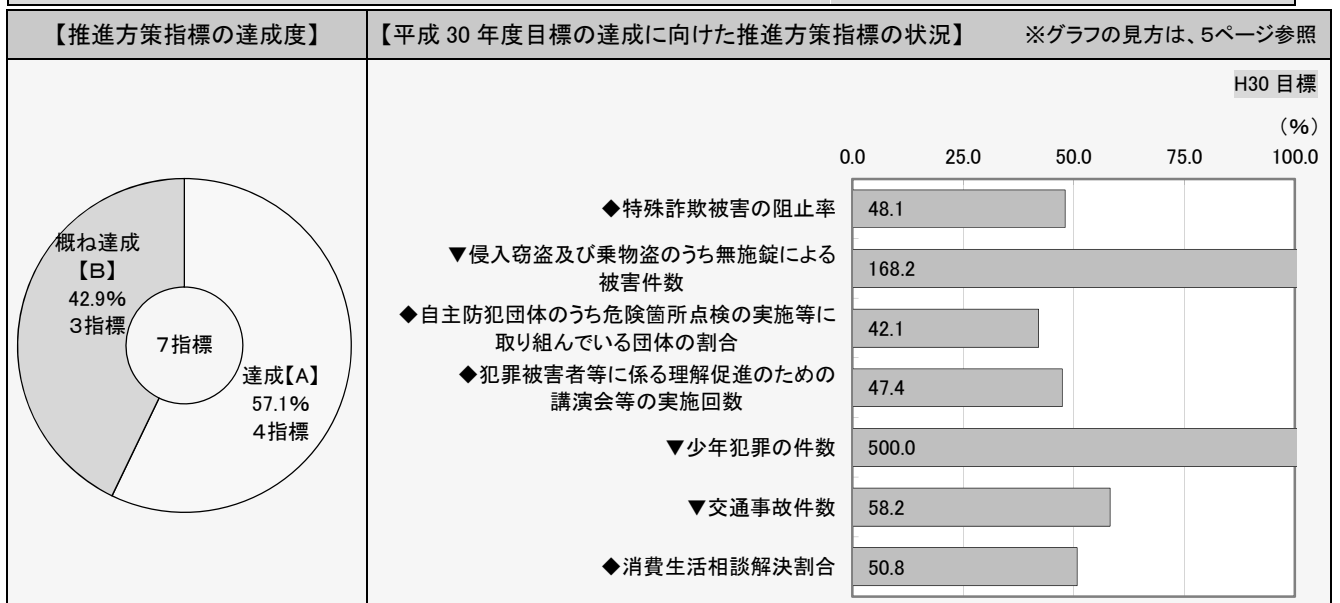 【推進方策指標の達成度】
【平成 30 年度目標の達成に向けた推進方策指標の状況】 ※グラフの見方は、5ページ参照
概ね達成
【B】
42.9%
3指標
7指標
達成【A】
57.1%
4指標
H30 目標
(%)
0.0 25.0 50.0 75.0 100.0
◆特殊詐欺被害の阻止率 48.1
▼侵入窃盗及び乗物盗のうち無施錠による
被害件数 168.2
◆自主防犯団体のうち危険箇所点検の実施等に
取り組んでいる団体の割合 42.1
◆犯罪被害者等に係る理解促進のための
講演会等の実施回数 47.4
▼少年犯罪の件数 500.0
▼交通事故件数 58.2
◆消費生活相談解決割合 50.8